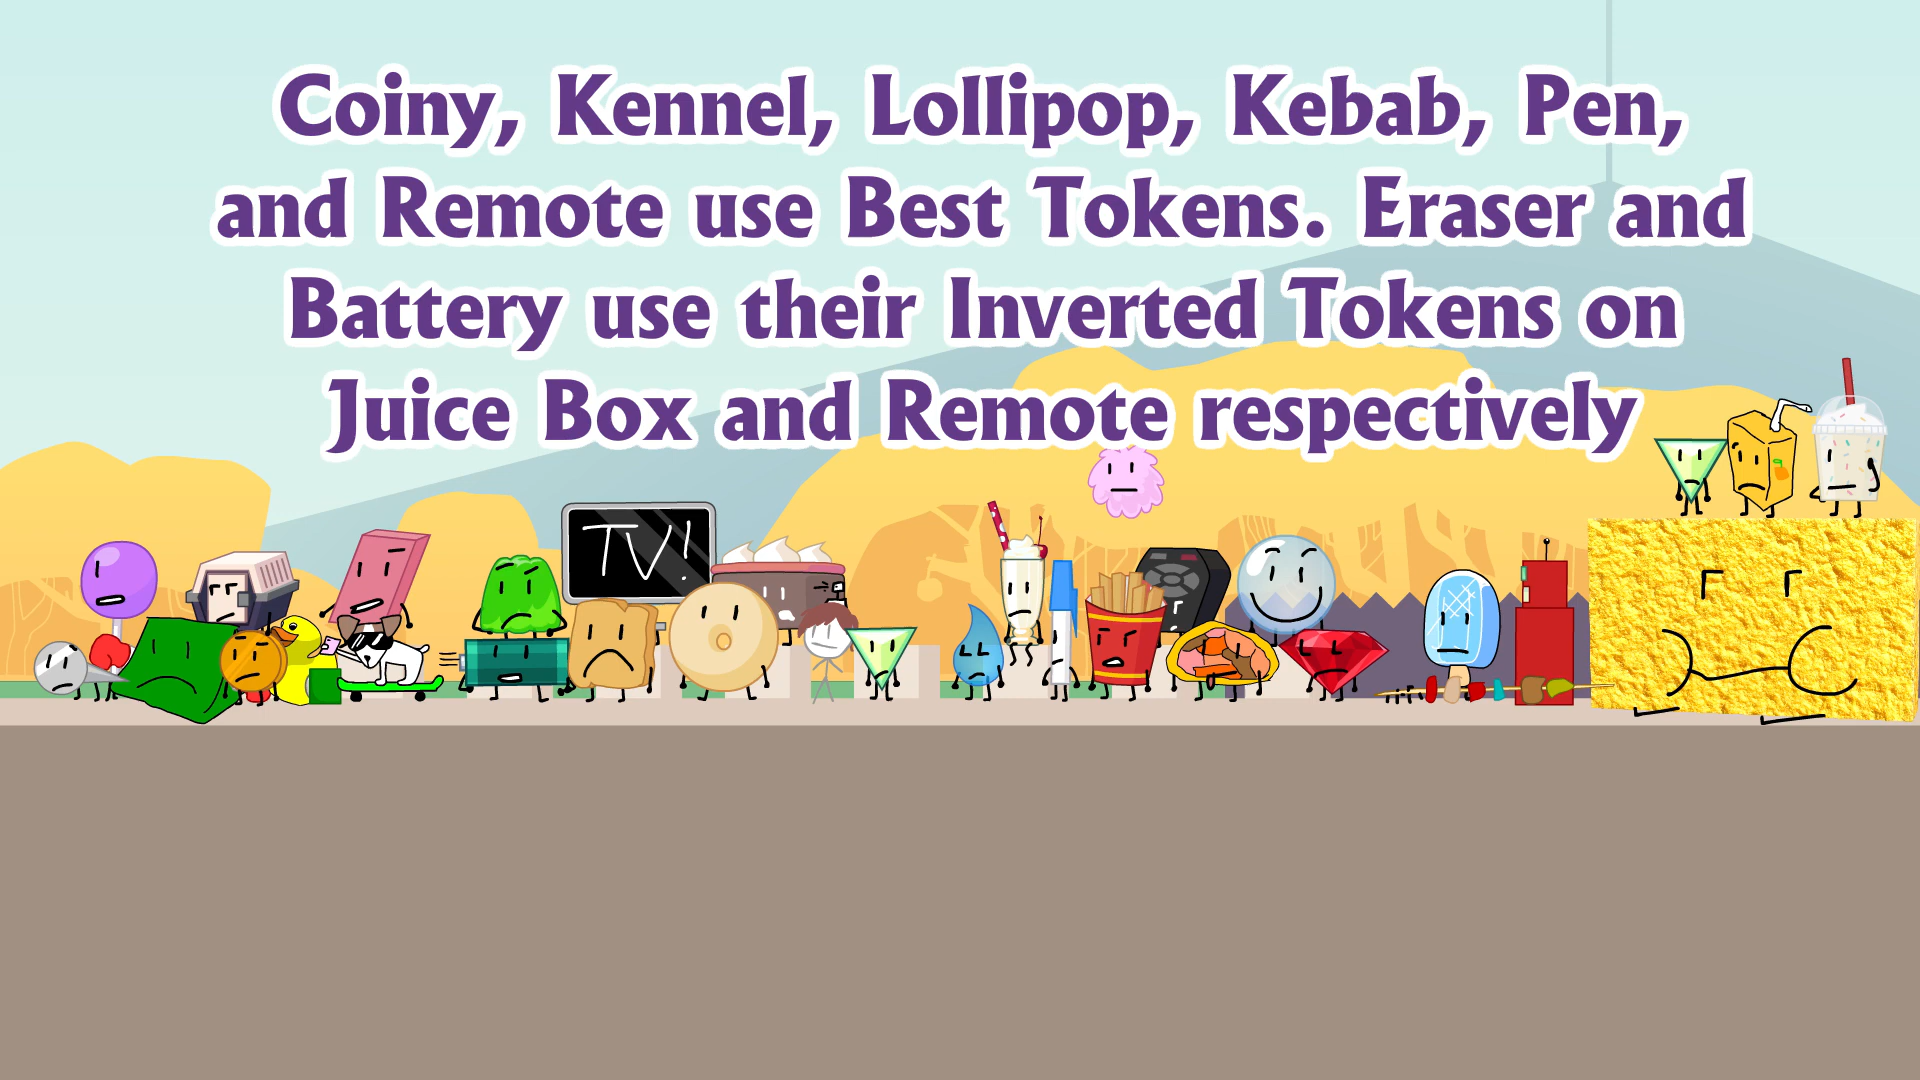 Coiny, Kennel, Lollipop, Kebab, Pen,
and Remote use Best Tokens. Eraser and
Battery use their Inverted Tokens on
Juice Box and Remote respectively
TV!